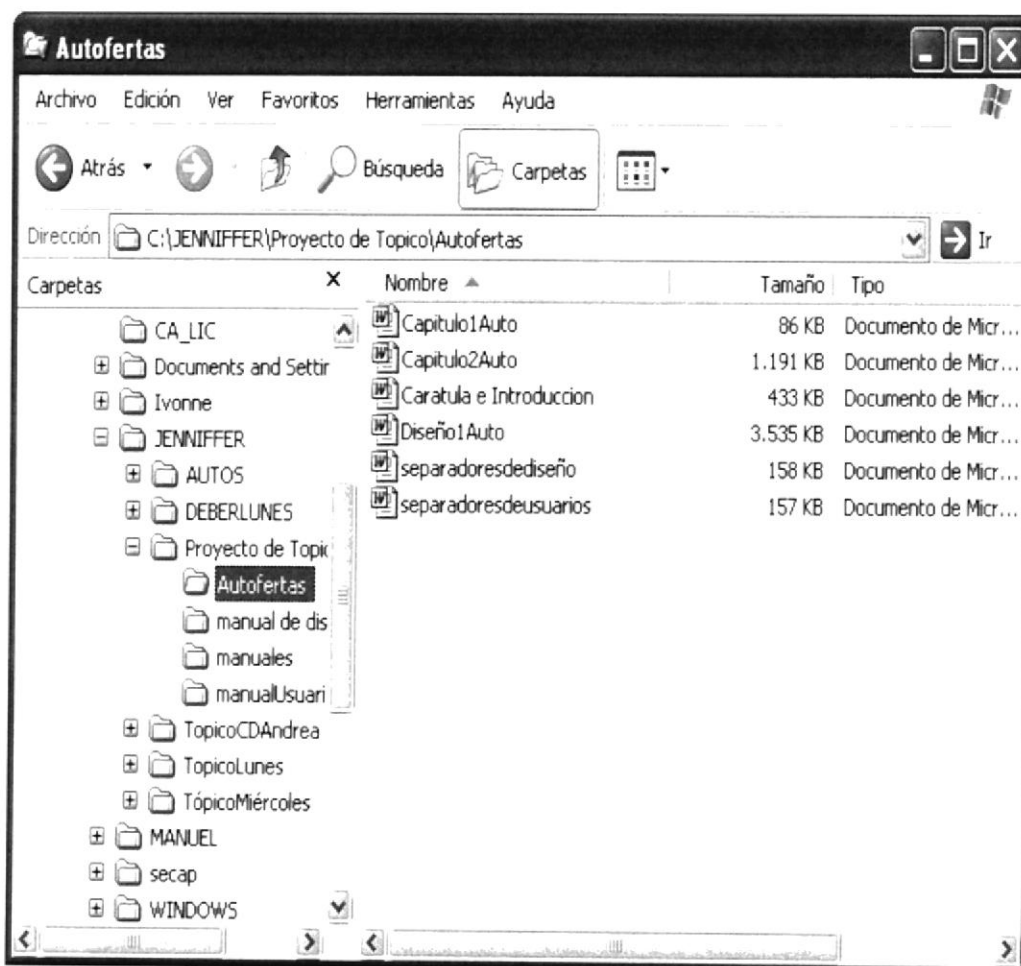 Autofertas
Archivo Edición Ver Favoritos Herramientas Ayuda
Atrás Búsqueda Carpetas
Dirección C:\JENNIFFER\Proyecto de Topico\Autofertas Ir
Carpetas X
CA_LIC
Documents and Settir
Ivonne
JENNIFFER
AUTOS
DEBERLUNES
Proyecto de Topic
Autofertas
manual de dis
manuales
manualUsuari
TopicoCDAndrea
TopicoLunes
TópicoMiércoles
MANUEL
secap
WINDOWS
Nombre Tamaño Tipo
Capitulo1Auto 86 KB Documento de Micr...
Capitulo2Auto 1.191 KB Documento de Micr...
Caratula e Introduccion 433 KB Documento de Micr...
Diseño1Auto 3.535 KB Documento de Micr...
separadoresdediseño 158 KB Documento de Micr...
separadoresdeusuarios 157 KB Documento de Micr...